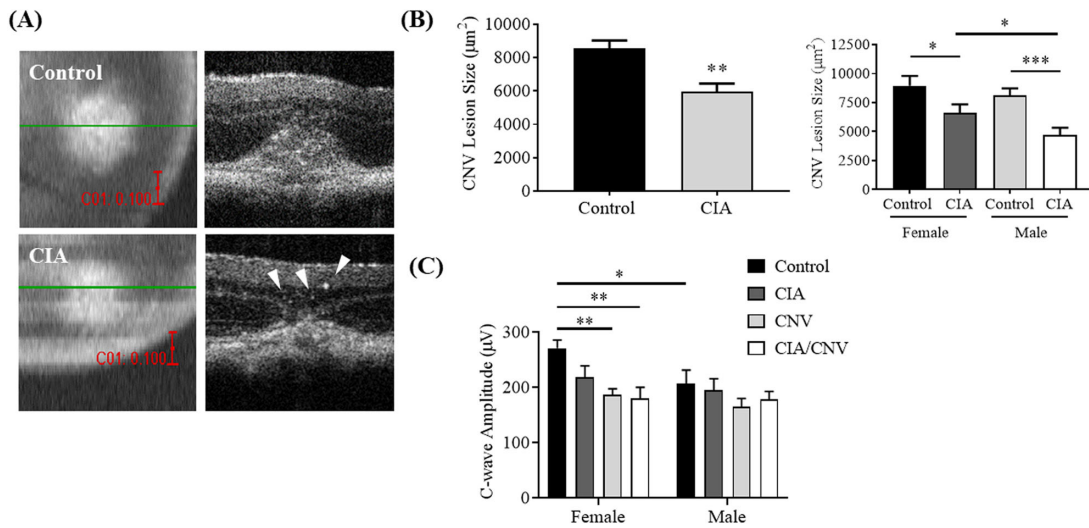 (A)
Control
C01: 0.100
CIA
C01: 0.100
(B)
CNV Lesion Size (µm²)
10000
8000
6000
4000
2000
0
**
Control CIA
CNV Lesion Size (µm²)
12500
10000
7500
5000
2500
0
*
*
***
Control CIA Control CIA
Female Male
(C)
C-wave Amplitude (µV)
300
200
100
0
*
**
**
Female Male
Control
CIA
CNV
CIA/CNV